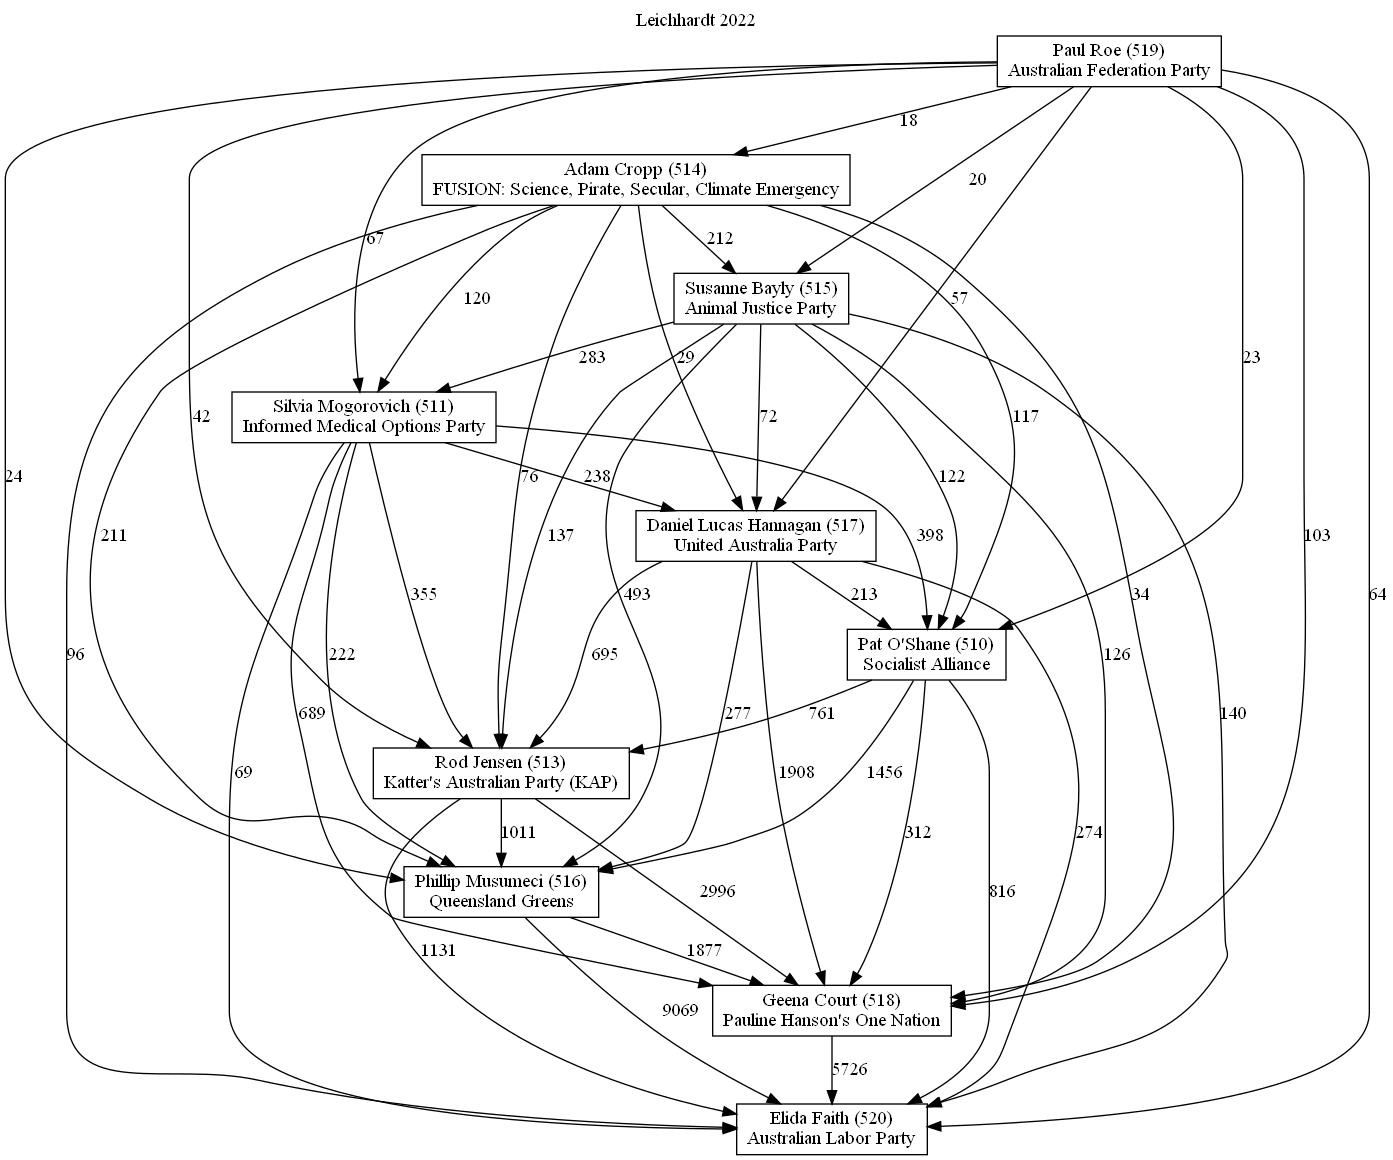 Leichhardt 2022
Paul Roe (519)
Australian Federation Party
18
Adam Cropp (514)
FUSION: Science, Pirate, Secular, Climate Emergency
20
67
212
120
57
Susanne Bayly (515)
Animal Justice Party
283
29
23
Silvia Mogorovich (511)
Informed Medical Options Party
42
72
117
24
76
238
122
Daniel Lucas Hannagan (517)
United Australia Party
211
137
398
103
355
493
213
34
64
96
222
695
126
Pat O'Shane (510)
Socialist Alliance
689
277
761
140
69
1908
1456
Rod Jensen (513)
Katter's Australian Party (KAP)
1011
312
274
Phillip Musumeci (516)
Queensland Greens
2996
816
1131
1877
9069
Geena Court (518)
Pauline Hanson's One Nation
5726
Elida Faith (520)
Australian Labor Party